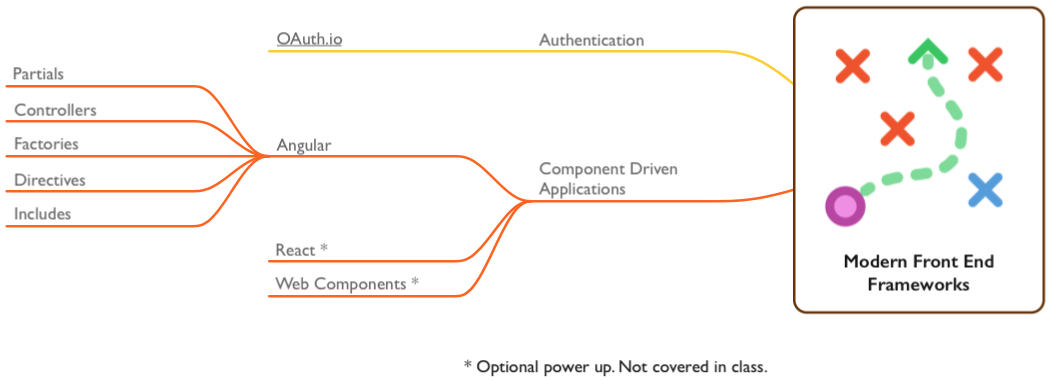 OAuth.io
Authentication
Partials
Controllers
Factories
Directives
Includes
Angular
Component Driven
Applications
React *
Web Components *
Modern Front End
Frameworks
* Optional power up. Not covered in class.